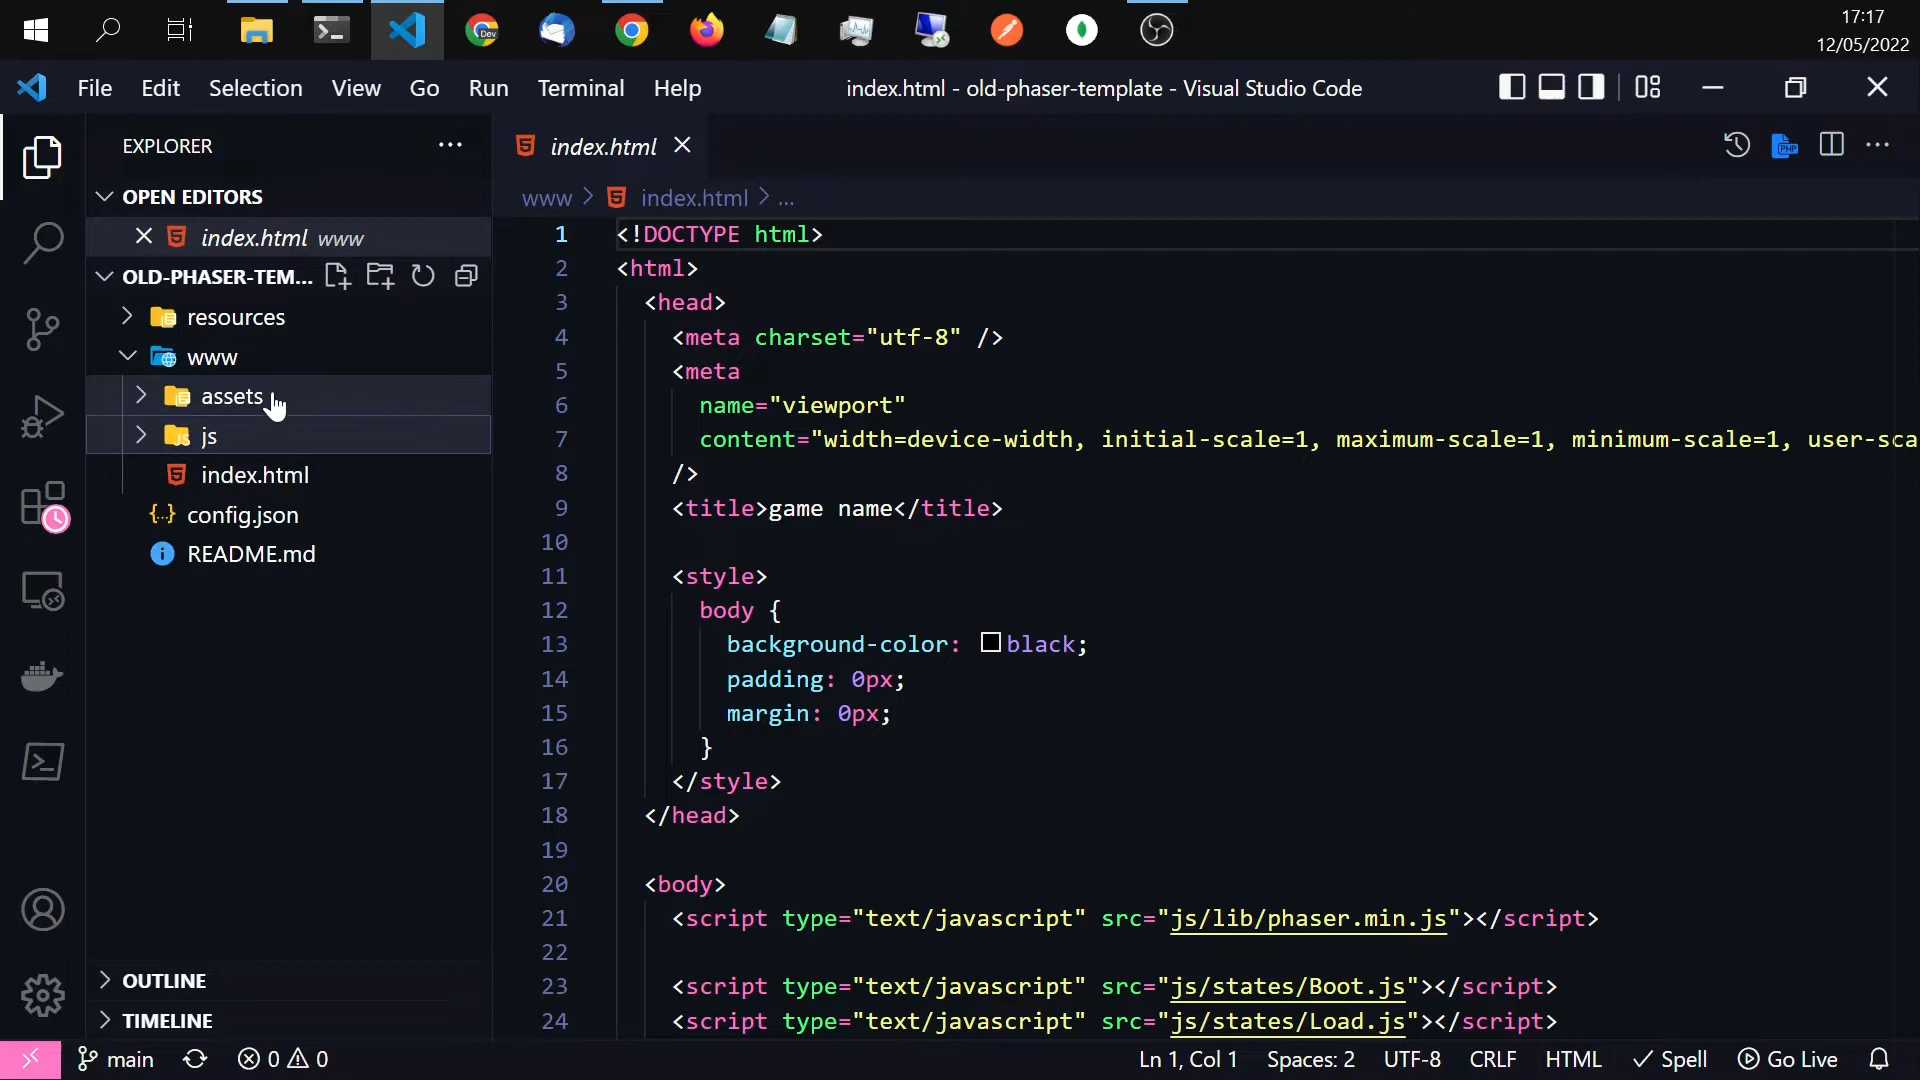 17:17
12/05/2022
Dev
File Edit Selection View Go Run Terminal Help
index.html - old-phaser-template - Visual Studio Code
EXPLORER
OPEN EDITORS
index.html www
OLD-PHASER-TEM...
resources
www
assets
js
index.html
config.json
README.md
OUTLINE
TIMELINE
index.html
PHP
www > index.html > ...
1 <!DOCTYPE html>
2 <html>
3 <head>
4 <meta charset="utf-8" />
5 <meta
6 name="viewport"
7 content="width=device-width, initial-scale=1, maximum-scale=1, minimum-scale=1, user-sca
8 />
9 <title>game name</title>
10
11 <style>
12 body {
13 background-color: black;
14 padding: 0px;
15 margin: 0px;
16 }
17 </style>
18 </head>
19
20 <body>
21 <script type="text/javascript" src="js/lib/phaser.min.js"></script>
22
23 <script type="text/javascript" src="js/states/Boot.js"></script>
24 <script type="text/javascript" src="js/states/Load.js"></script>
main 0 0 Ln 1, Col 1 Spaces: 2 UTF-8 CRLF HTML Spell Go Live